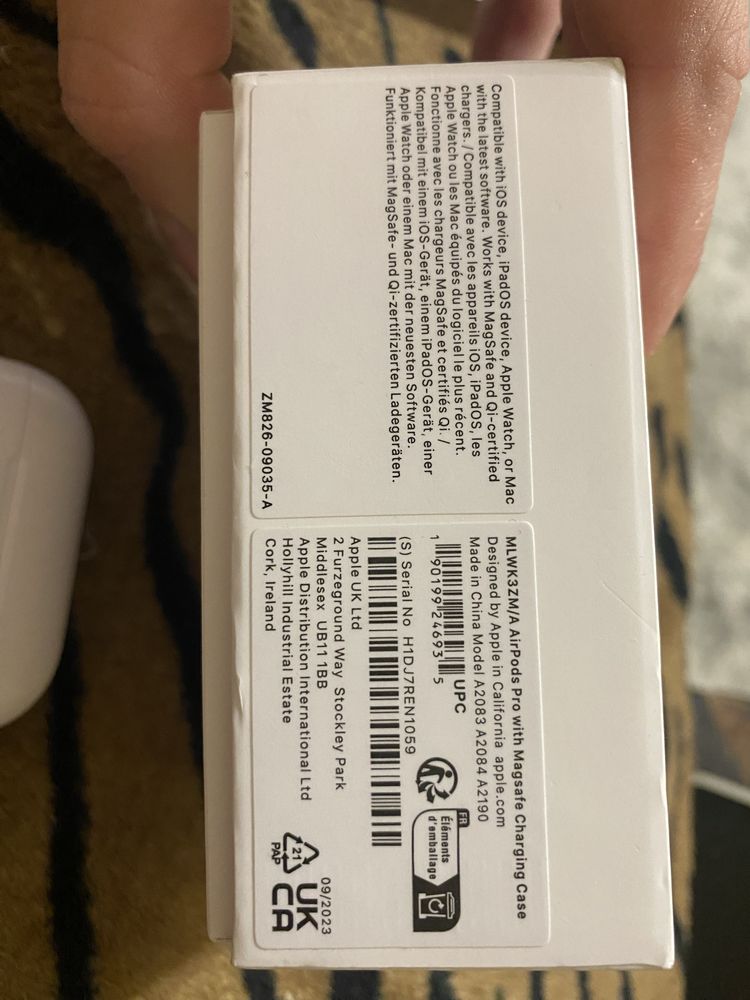 Compatible with iOS device, iPadOS device, Apple Watch, or Mac
with the latest software. Works with MagSafe and Qi-certified
chargers. / Compatible avec les appareils iOS, iPadOS, les
Apple Watch ou les Mac équipés du logiciel le plus récent.
Fonctionne avec les chargeurs MagSafe et certifiés Qi. /
Kompatibel mit einem iOS-Gerät, einem iPadOS-Gerät, einer
Apple Watch oder einem Mac mit der neuesten Software.
Funktioniert mit MagSafe- und Qi-zertifizierten Ladegeräten.
ZM826-09035-A
MLWK3ZM/A AirPods Pro with Magsafe Charging Case
Designed by Apple in California apple.com
Made in China Model A2083 A2084 A2190
UPC
1 90199 24693 5
FR
Éléments
d'emballage
(S) Serial No H1DJ7REN1059
Apple UK Ltd
2 Furzeground Way Stockley Park
Middlesex UB11 1BB
Apple Distribution International Ltd
Hollyhill Industrial Estate
Cork, Ireland
09/2023
21
PAP
UK
CA